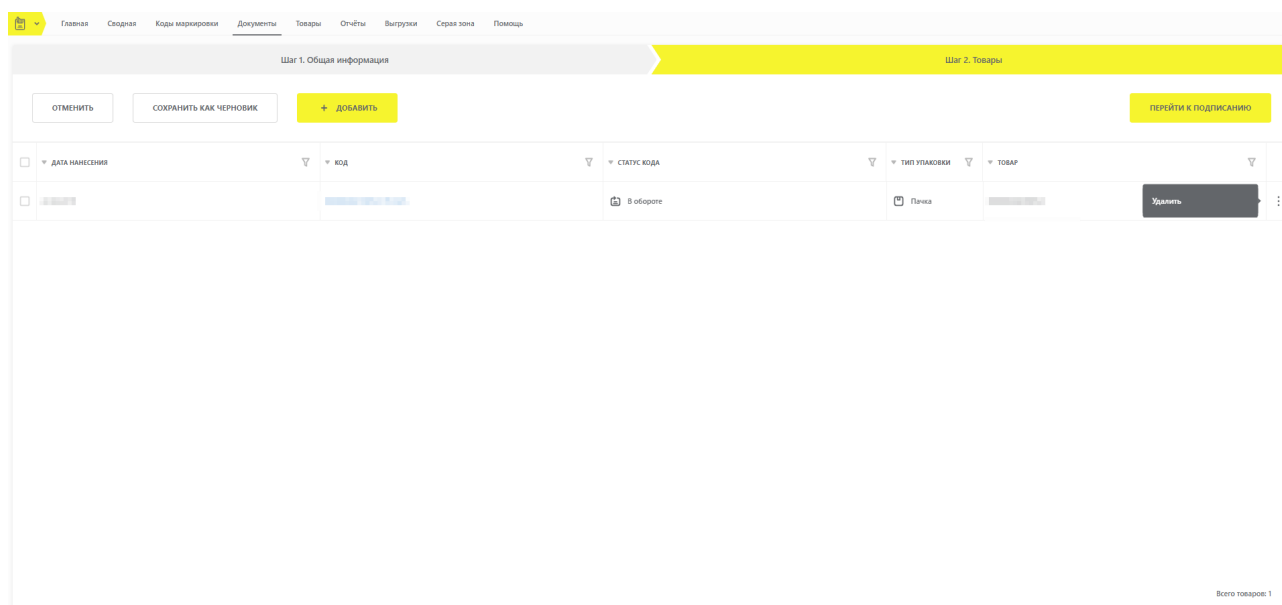 Главная Сводная Коды маркировки Документы Товары Отчёты Выгрузки Серая зона Помощь
Шаг 1. Общая информация Шаг 2. Товары
ОТМЕНИТЬ СОХРАНИТЬ КАК ЧЕРНОВИК + ДОБАВИТЬ ПЕРЕЙТИ К ПОДПИСАНИЮ
ДАТА НАНЕСЕНИЯ КОД СТАТУС КОДА ТИП УПАКОВКИ ТОВАР
В обороте Пачка Удалить
Всего товаров: 1